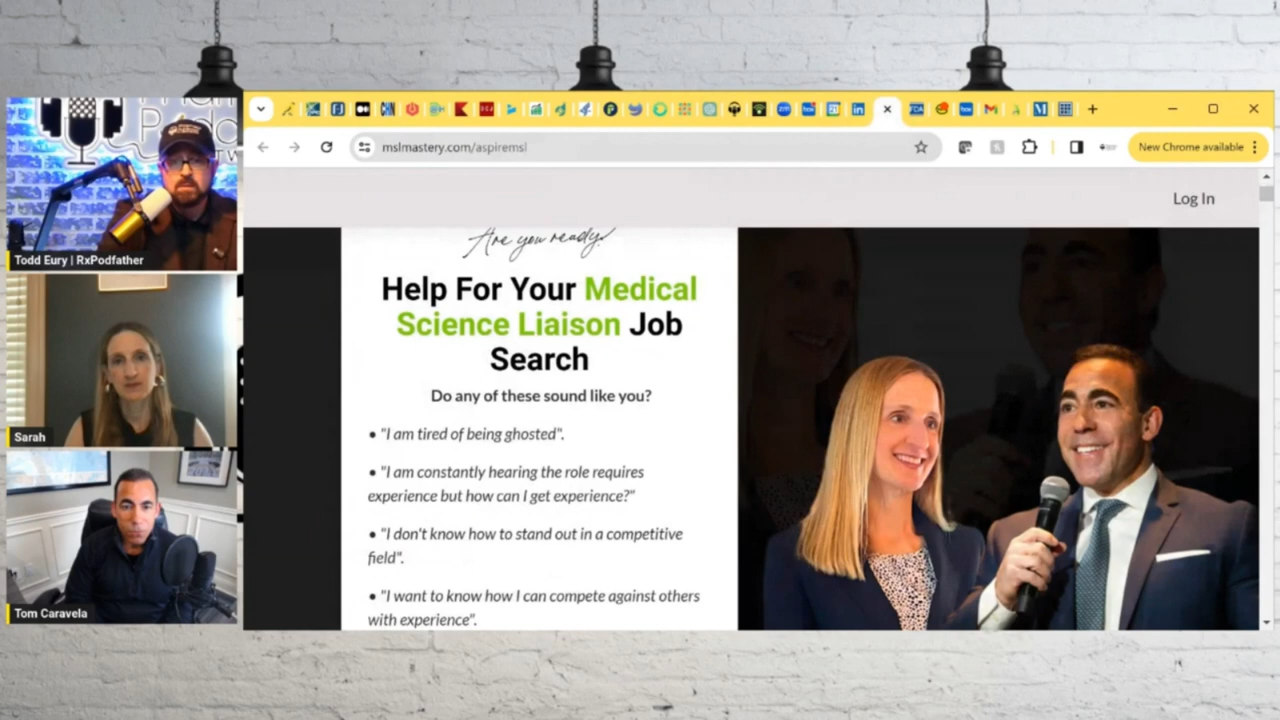 Todd Eury | RxPodfather
Sarah
Tom Caravela
mslmastery.com/aspiremsl
New Chrome available
Log In
Are you ready?
Help For Your Medical
Science Liaison Job
Search
Do any of these sound like you?
• "I am tired of being ghosted".
• "I am constantly hearing the role requires
experience but how can I get experience?"
• "I don't know how to stand out in a competitive
field".
• "I want to know how I can compete against others
with experience".